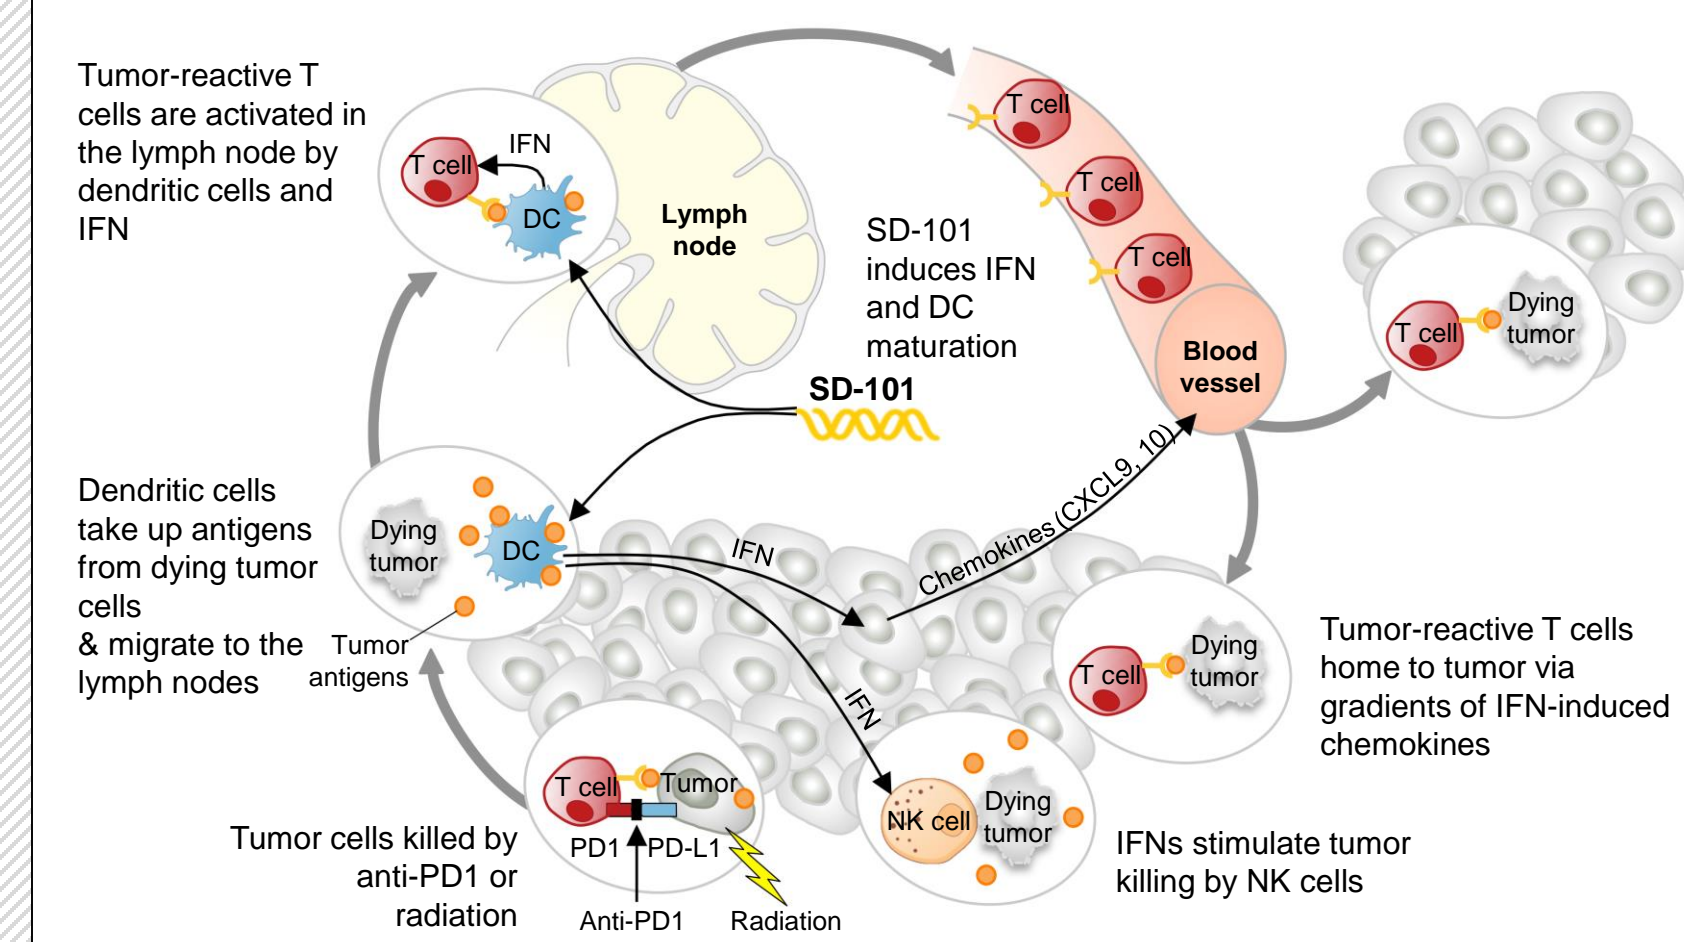 Tumor-reactive T
cells are activated in
the lymph node by
dendritic cells and
IFN
T cell
IFN
DC
Lymph
node
SD-101
induces IFN
and DC
maturation
SD-101
T cell
T cell
T cell
Blood
vessel
T cell
Dying
tumor
Dendritic cells
take up antigens
from dying tumor
cells
& migrate to the
lymph nodes
Dying
tumor
DC
Tumor
antigens
IFN
IFN
Chemokines (CXCL9, 10)
T cell
Dying
tumor
Tumor-reactive T cells
home to tumor via
gradients of IFN-induced
chemokines
Tumor cells killed by
anti-PD1 or
radiation
T cell
Tumor
PD1
PD-L1
Anti-PD1
Radiation
NK cell
Dying
tumor
IFNs stimulate tumor
killing by NK cells